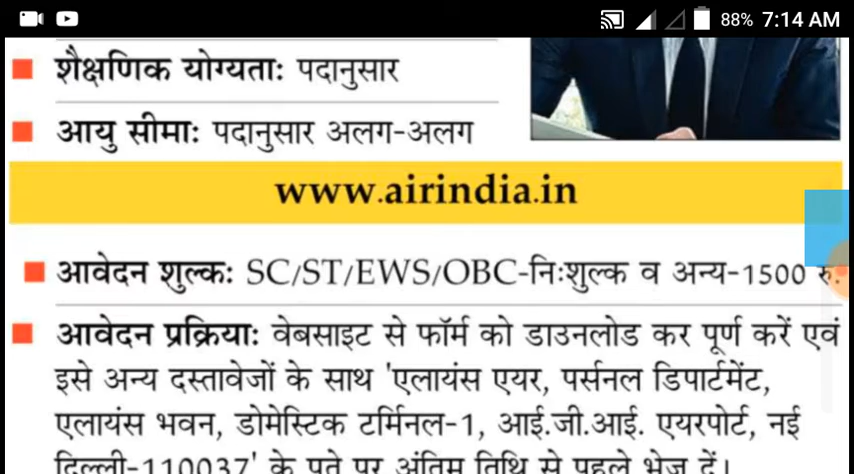 88% 7:14 AM
शैक्षणिक योग्यता: पदानुसार
आयु सीमा: पदानुसार अलग-अलग
www.airindia.in
आवेदन शुल्क: SC/ST/EWS/OBC-निःशुल्क व अन्य-1500 रु.
आवेदन प्रक्रिया: वेबसाइट से फॉर्म को डाउनलोड कर पूर्ण करें एवं
इसे अन्य दस्तावेजों के साथ 'एलायंस एयर, पर्सनल डिपार्टमेंट,
एलायंस भवन, डोमेस्टिक टर्मिनल-1, आई.जी.आई. एयरपोर्ट, नई
दिल्ली-110037' के पते पर अंतिम तिथि से पहले भेज दें।